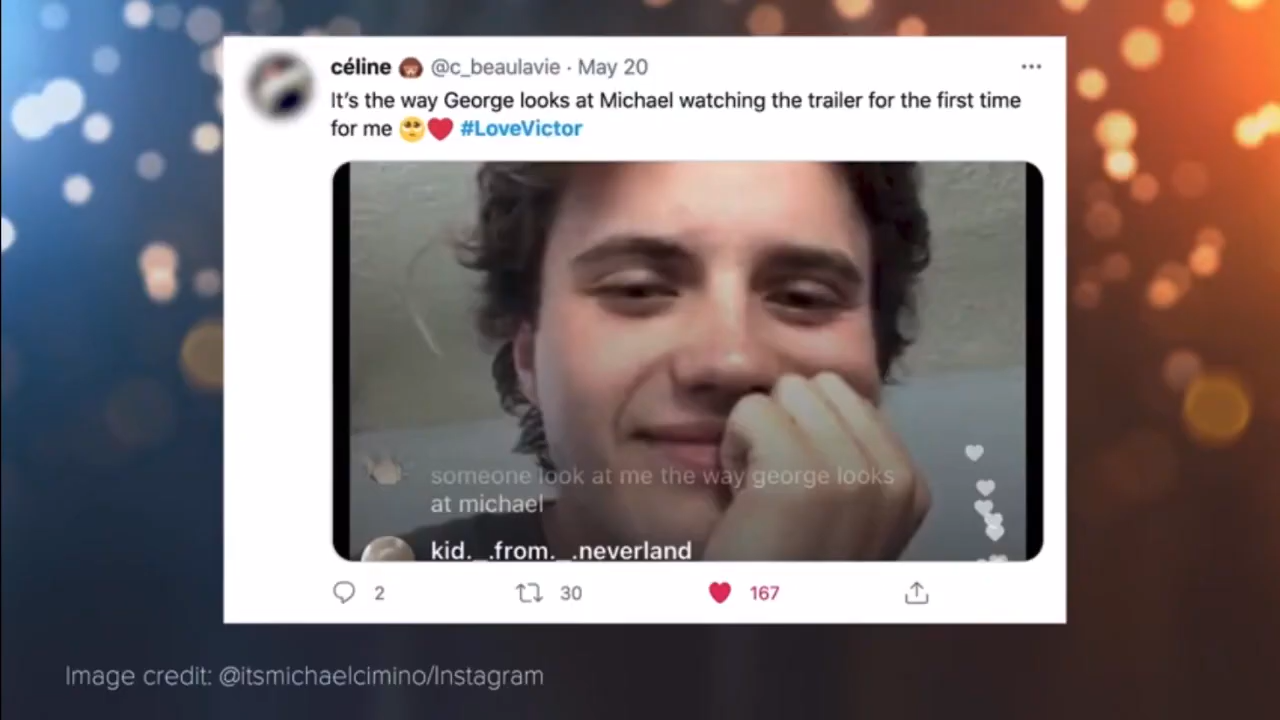 céline @c_beaulavie · May 20
It's the way George looks at Michael watching the trailer for the first time
for me 🥺❤️ #LoveVictor
someone look at me the way george looks
at michael
kid._.from._.neverland
2 30 167
Image credit: @itsmichaelcimino/Instagram